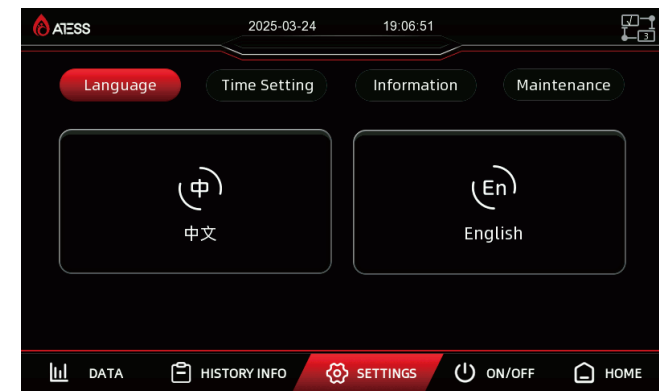 ATESS 2025-03-24 19:06:51
3
Language Time Setting Information Maintenance
中 En
中文 English
DATA HISTORY INFO SETTINGS ON/OFF HOME